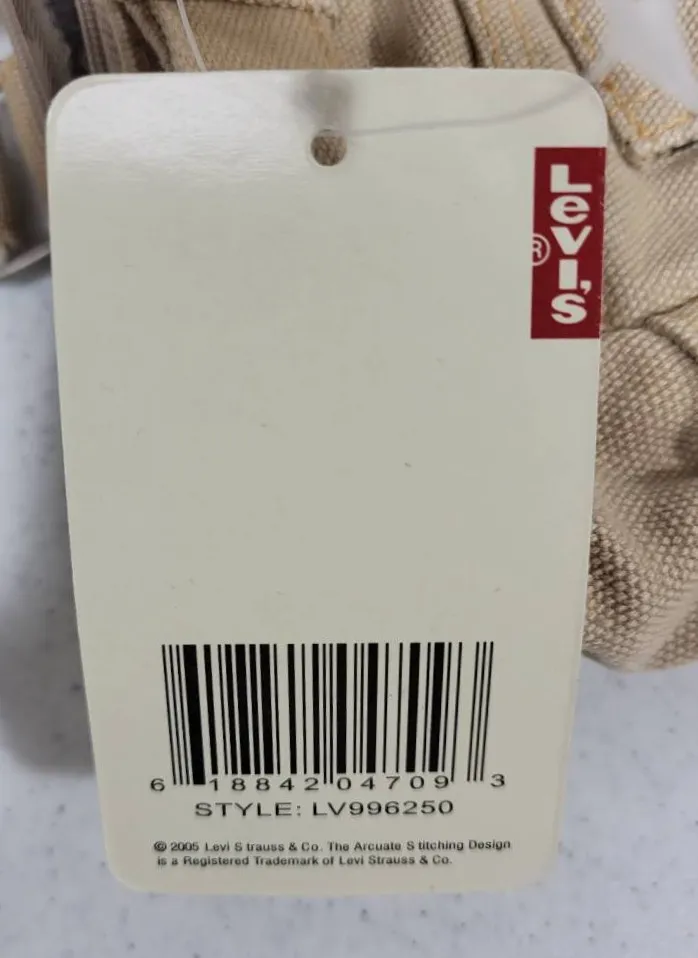 Levi's
®
6 18842 04709 3
STYLE: LV996250
© 2005 Levi S trauss & Co. The Arcuate S titching Design
is a Registered Trademark of Levi Strauss & Co.